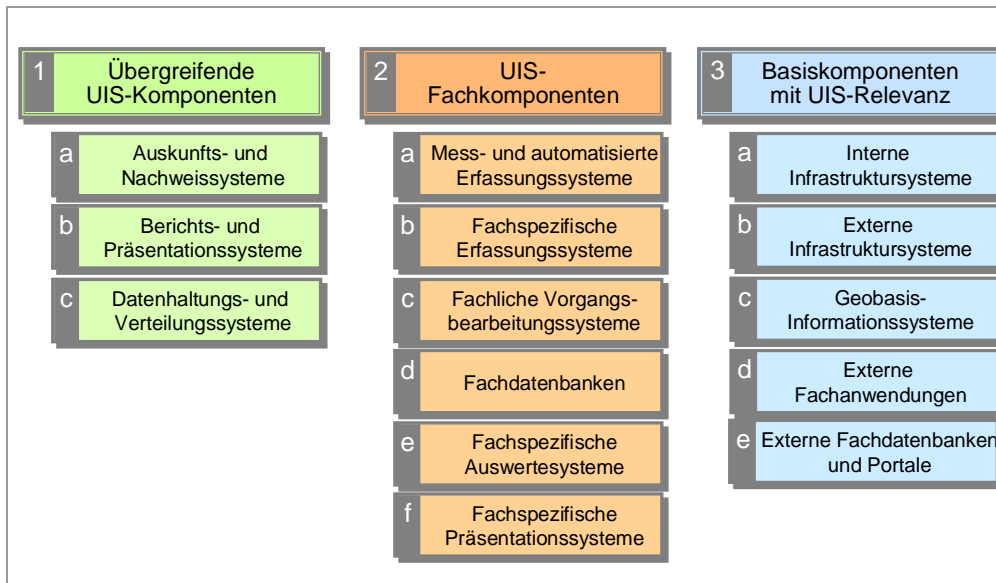 1
Übergreifende
UIS-Komponenten
a
Auskunfts- und
Nachweissysteme
b
Berichts- und
Präsentationssysteme
c
Datenhaltungs- und
Verteilungssysteme
2
UIS-
Fachkomponenten
a
Mess- und automatisierte
Erfassungssysteme
b
Fachspezifische
Erfassungssysteme
c
Fachliche Vorgangs-
bearbeitungssysteme
d
Fachdatenbanken
e
Fachspezifische
Auswertesysteme
f
Fachspezifische
Präsentationssysteme
3
Basiskomponenten
mit UIS-Relevanz
a
Interne
Infrastruktursysteme
b
Externe
Infrastruktursysteme
c
Geobasis-
Informationssysteme
d
Externe
Fachanwendungen
e
Externe Fachdatenbanken
und Portale